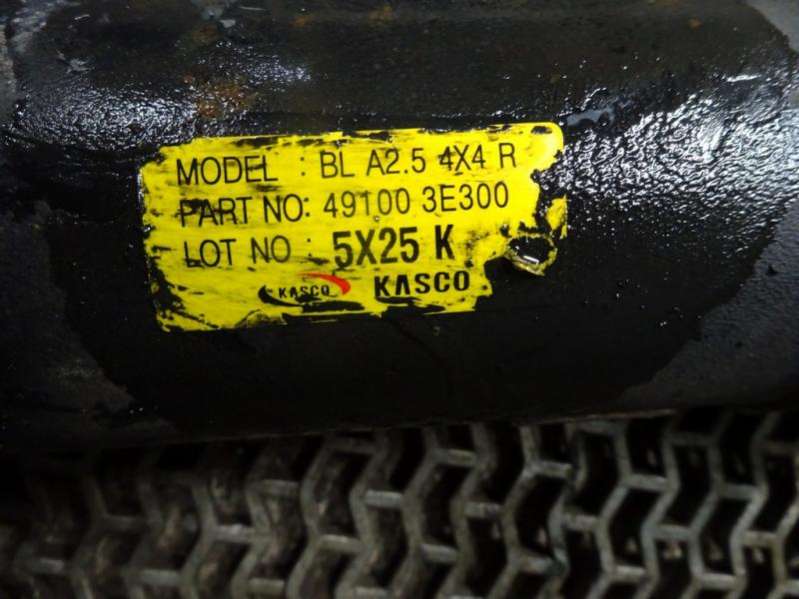 MODEL : BL A2.5 4X4 R
PART NO: 49100 3E300
LOT NO : 5X25 K
KASCO KASCO